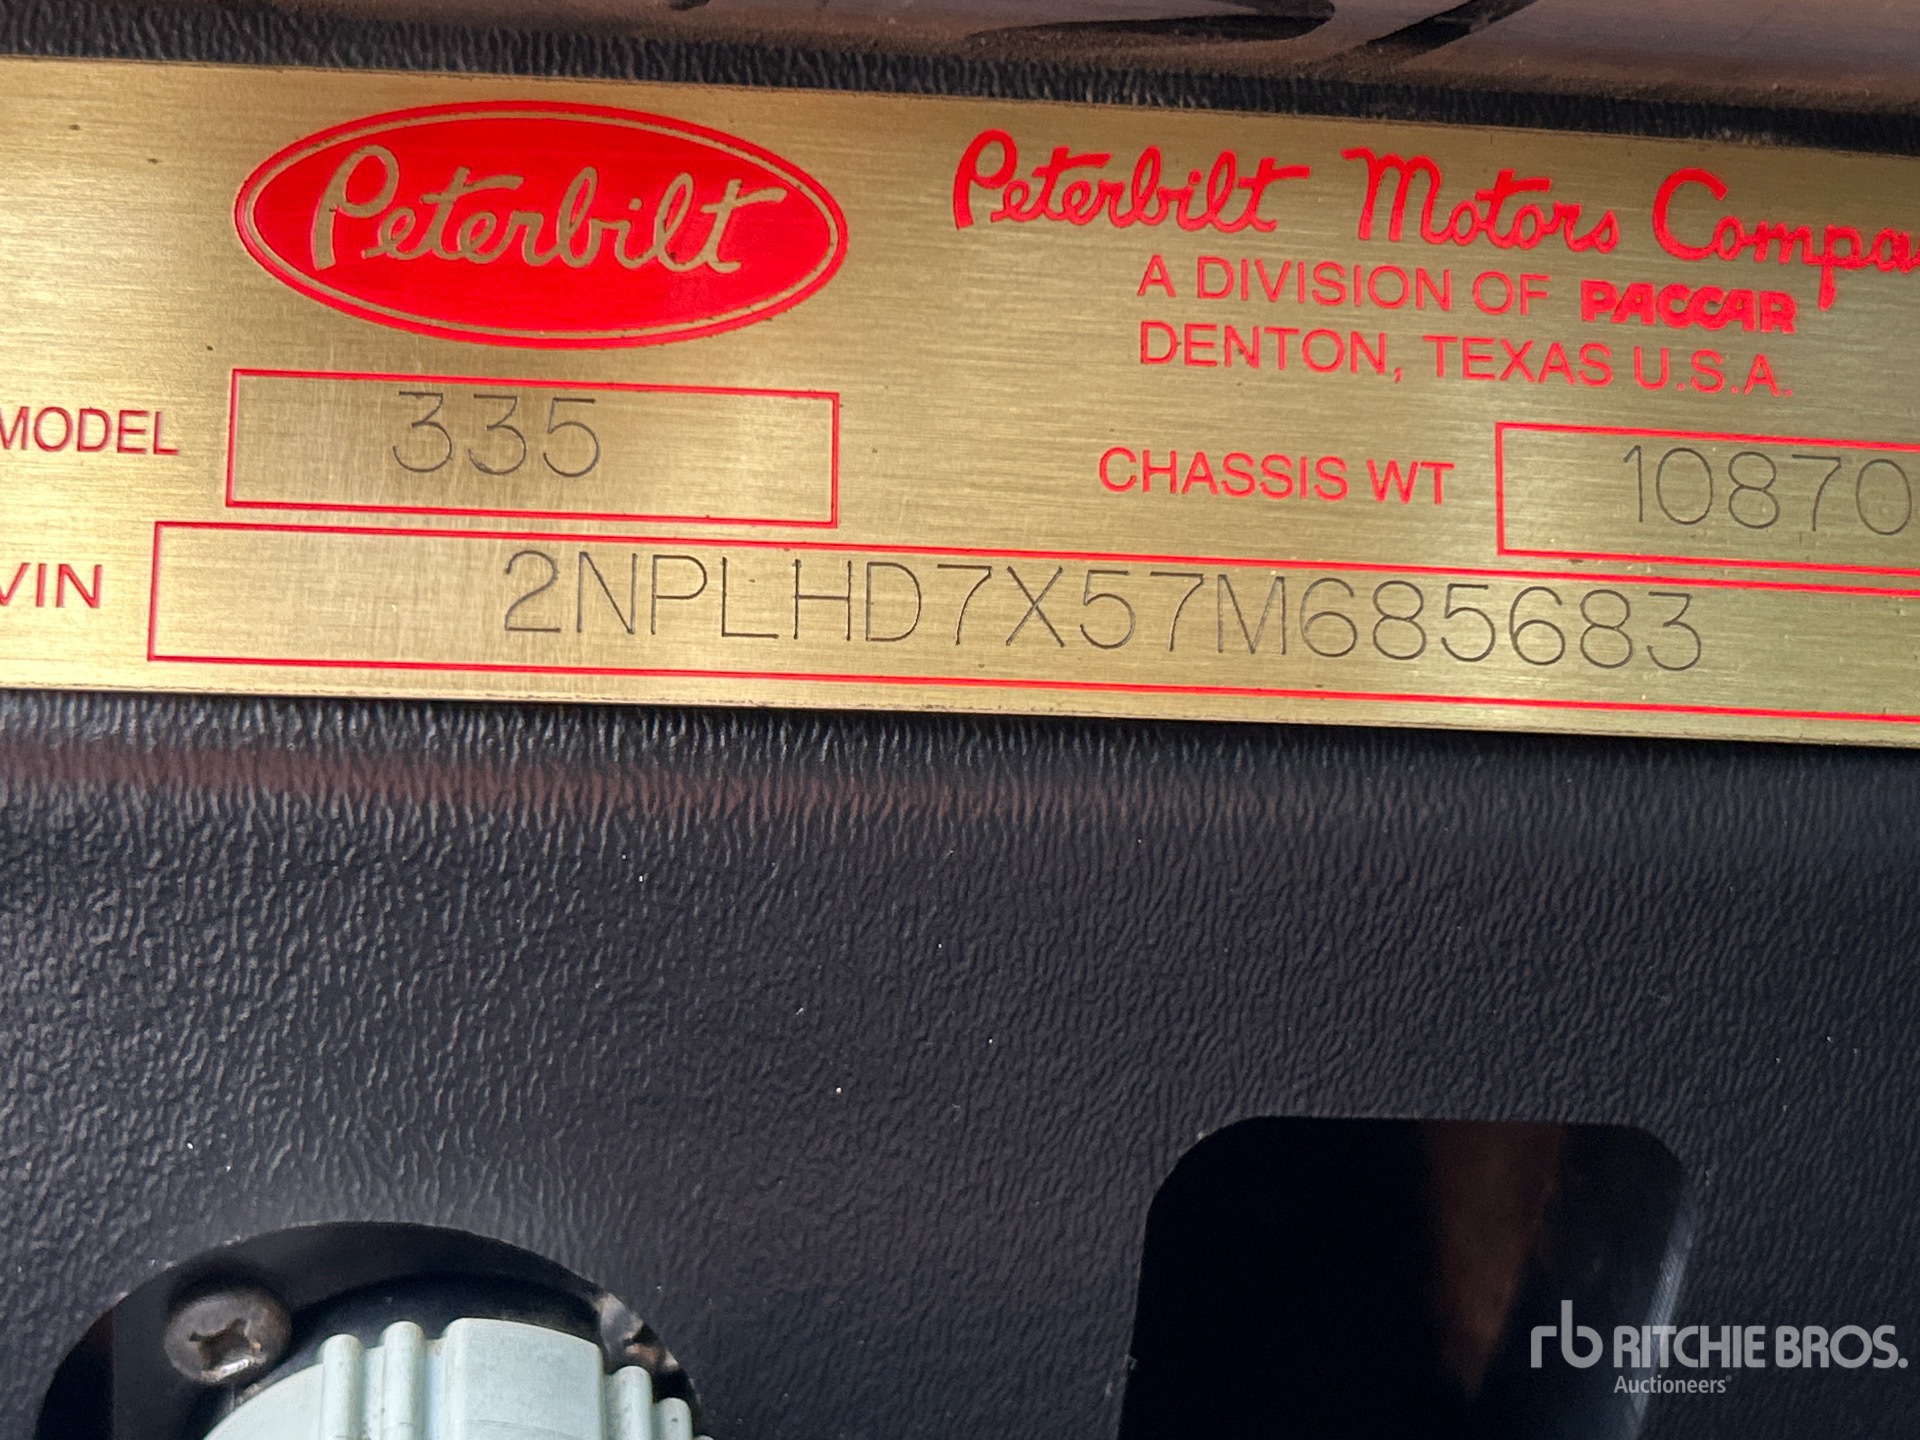 Peterbilt
Peterbilt Motors Compa
A DIVISION OF PACCAR
DENTON, TEXAS U.S.A.
MODEL 335
CHASSIS WT 10870
VIN 2NPLHD7X57M685683
rb RITCHIE BROS.
Auctioneers